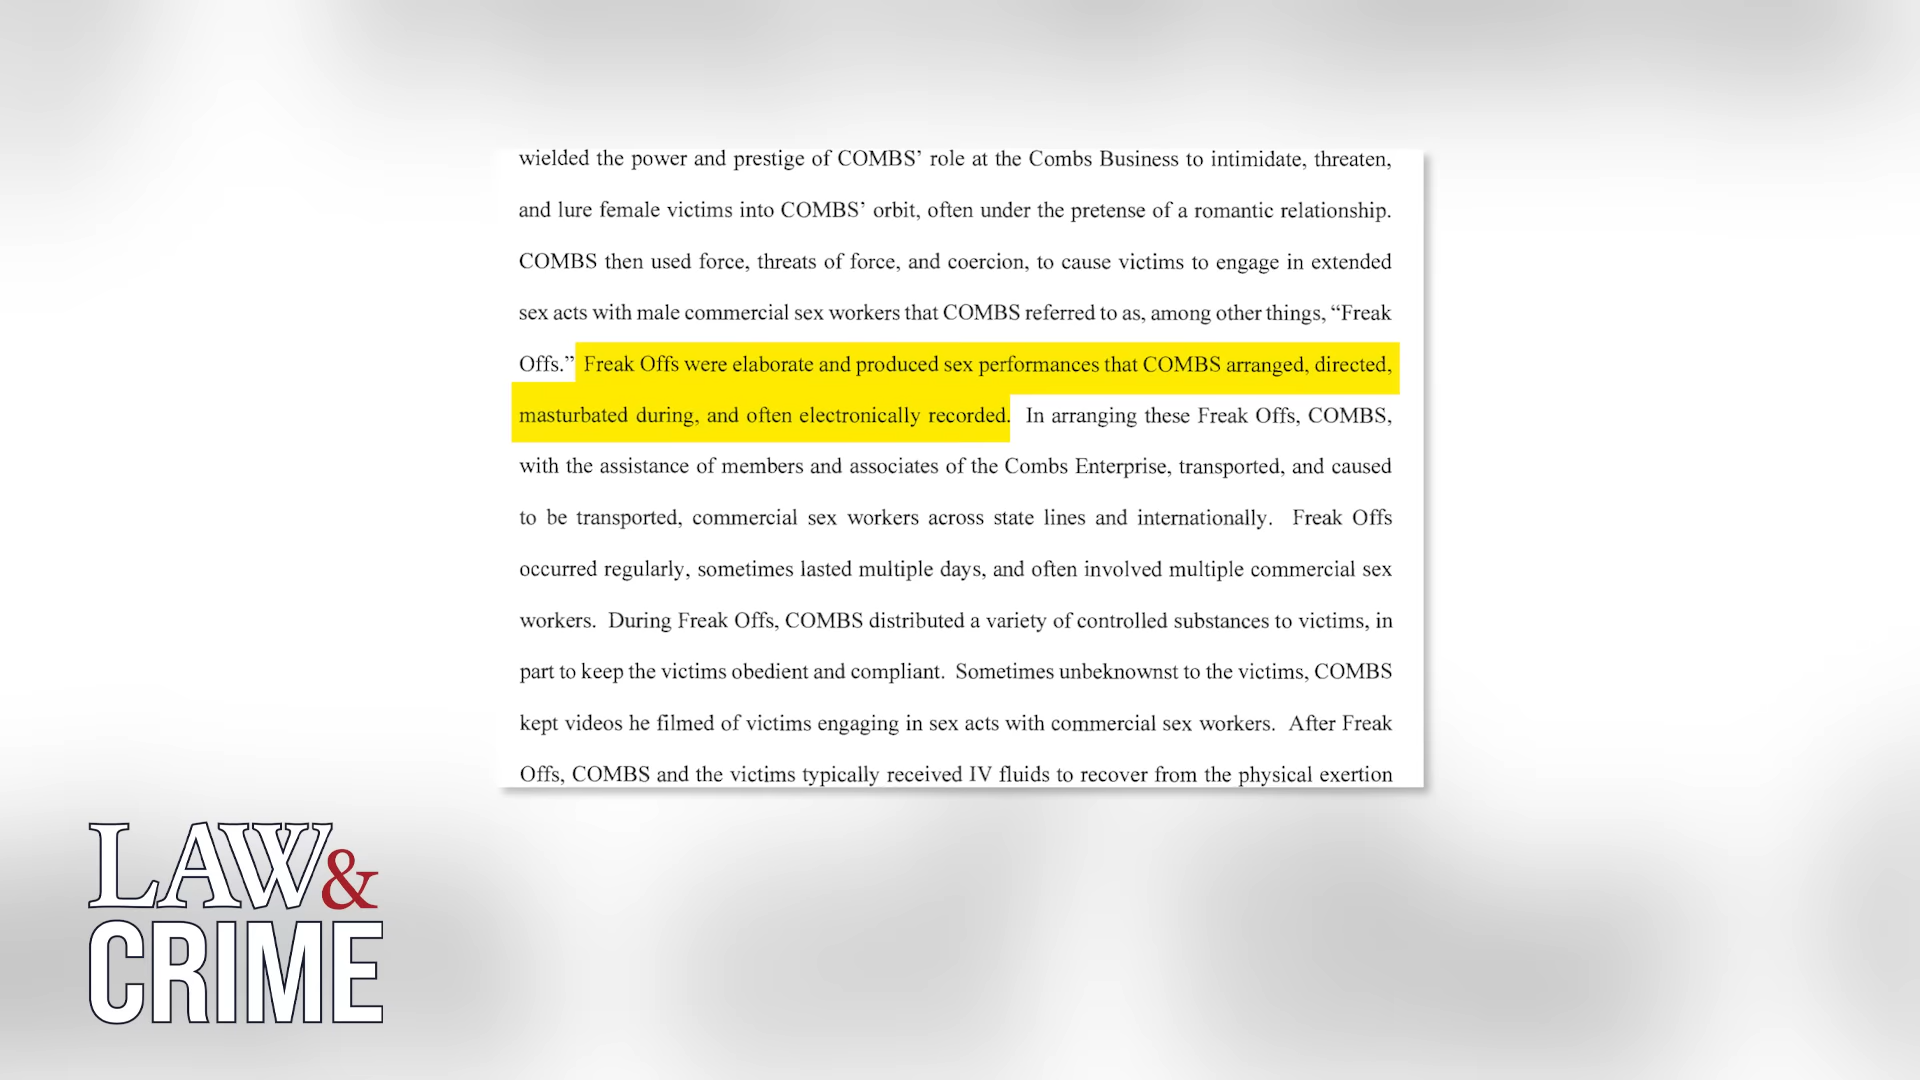 wielded the power and prestige of COMBS’ role at the Combs Business to intimidate, threaten,
and lure female victims into COMBS’ orbit, often under the pretense of a romantic relationship.
COMBS then used force, threats of force, and coercion, to cause victims to engage in extended
sex acts with male commercial sex workers that COMBS referred to as, among other things, “Freak
Offs.” Freak Offs were elaborate and produced sex performances that COMBS arranged, directed,
masturbated during, and often electronically recorded. In arranging these Freak Offs, COMBS,
with the assistance of members and associates of the Combs Enterprise, transported, and caused
to be transported, commercial sex workers across state lines and internationally. Freak Offs
occurred regularly, sometimes lasted multiple days, and often involved multiple commercial sex
workers. During Freak Offs, COMBS distributed a variety of controlled substances to victims, in
part to keep the victims obedient and compliant. Sometimes unbeknownst to the victims, COMBS
kept videos he filmed of victims engaging in sex acts with commercial sex workers. After Freak
Offs, COMBS and the victims typically received IV fluids to recover from the physical exertion
LAW&
CRIME